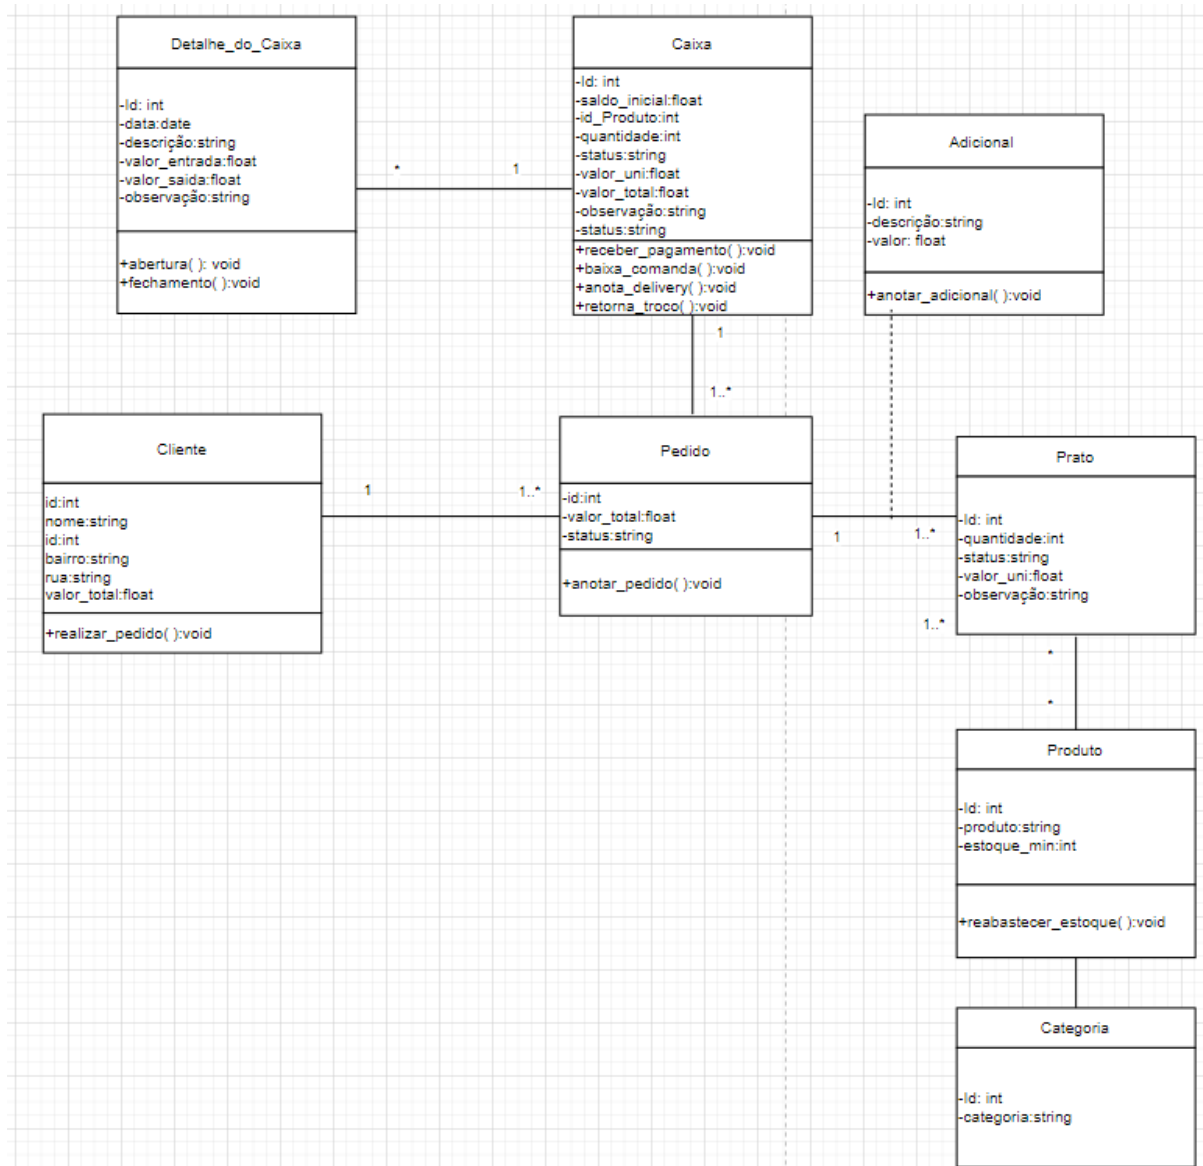 Detalhe_do_Caixa
-Id: int
-data:date
-descrição:string
-valor_entrada:float
-valor_saida:float
-observação:string
+abertura( ): void
+fechamento( ):void
*
1
Caixa
-Id: int
-saldo_inicial:float
-id_Produto:int
-quantidade:int
-status:string
-valor_uni:float
-valor_total:float
-observação:string
-status:string
+receber_pagamento( ):void
+baixa_comanda( ):void
+anota_delivery( ):void
+retorna_troco( ):void
Adicional
-Id: int
-descrição:string
-valor: float
+anotar_adicional( ):void
1
1..*
Cliente
id:int
nome:string
id:int
bairro:string
rua:string
valor_total:float
+realizar_pedido( ):void
1
1..*
Pedido
-id:int
-valor_total:float
-status:string
+anotar_pedido( ):void
1
1..*
Prato
-Id: int
-quantidade:int
-status:string
-valor_uni:float
-observação:string
1..*
*
*
Produto
-Id: int
-produto:string
-estoque_min:int
+reabastecer_estoque( ):void
Categoria
-Id: int
-categoria:string